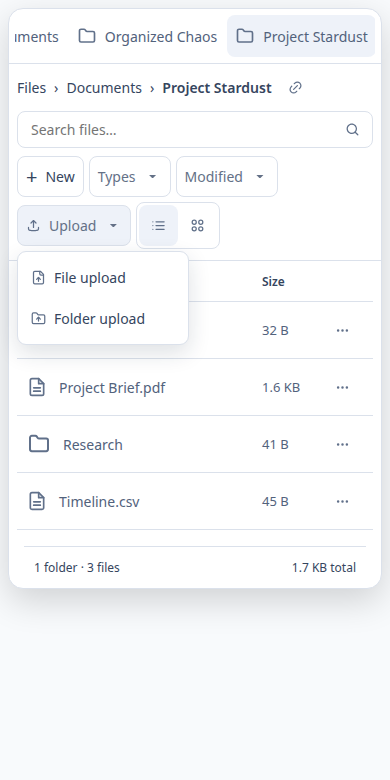 Organized Chaos Project Stardust
Files › Documents › Project Stardust
Search files...
+ New Types Modified
Upload
File upload
Folder upload
Size
32 B
Project Brief.pdf 1.6 KB
Research 41 B
Timeline.csv 45 B
1 folder · 3 files 1.7 KB total